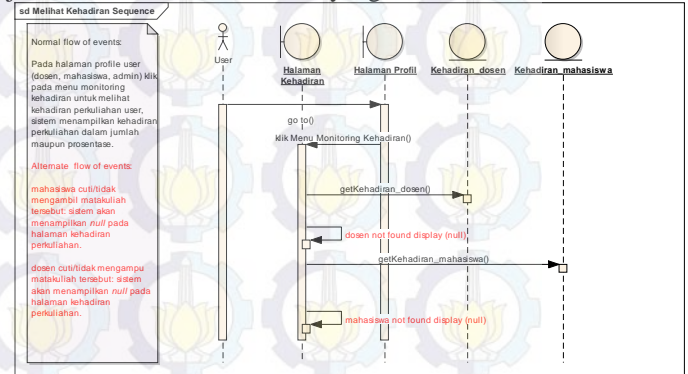 sd Melihat Kehadiran Sequence
Normal flow of events:
Pada halaman profile user
(dosen, mahasiswa, admin) klik
pada menu monitoring
kehadiran untuk melihat
kehadiran perkuliahan user,
sistem menampilkan kehadiran
perkuliahan dalam jumlah
maupun prosentase.
Alternate flow of events:
mahasiswa cuti/tidak
mengambil matakuliah
tersebut: sistem akan
menampilkan null pada
halaman kehadiran
perkuliahan.
dosen cuti/tidak mengampu
matakuliah tersebut: sistem
akan menampilkan null pada
halaman kehadiran
perkuliahan.
User
Halaman
Kehadiran
Halaman Profil
Kehadiran_dosen
Kehadiran_mahasiswa
go to()
klik Menu Monitoring Kehadiran()
getKehadiran_dosen()
dosen not found display (null)
getKehadiran_mahasiswa()
mahasiswa not found display (null)